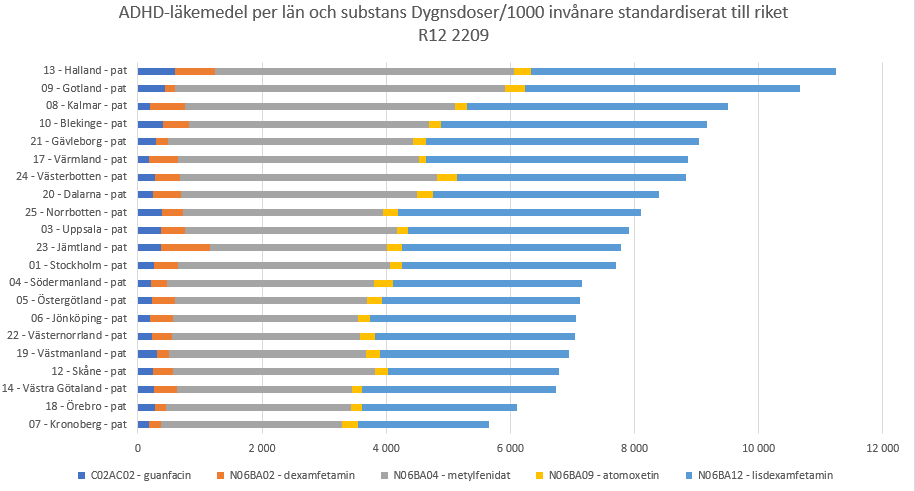 ADHD-läkemedel per län och substans Dygnsdoser/1000 invånare standardiserat till riket
R12 2209
13 - Halland - pat
09 - Gotland - pat
08 - Kalmar - pat
10 - Blekinge - pat
21 - Gävleborg - pat
17 - Värmland - pat
24 - Västerbotten - pat
20 - Dalarna - pat
25 - Norrbotten - pat
03 - Uppsala - pat
23 - Jämtland - pat
01 - Stockholm - pat
04 - Södermanland - pat
05 - Östergötland - pat
06 - Jönköping - pat
22 - Västernorrland - pat
19 - Västmanland - pat
12 - Skåne - pat
14 - Västra Götaland - pat
18 - Örebro - pat
07 - Kronoberg - pat
0 2 000 4 000 6 000 8 000 10 000 12 000
C02AC02 - guanfacin N06BA02 - dexamfetamin N06BA04 - metylfenidat N06BA09 - atomoxetin N06BA12 - lisdexamfetamin